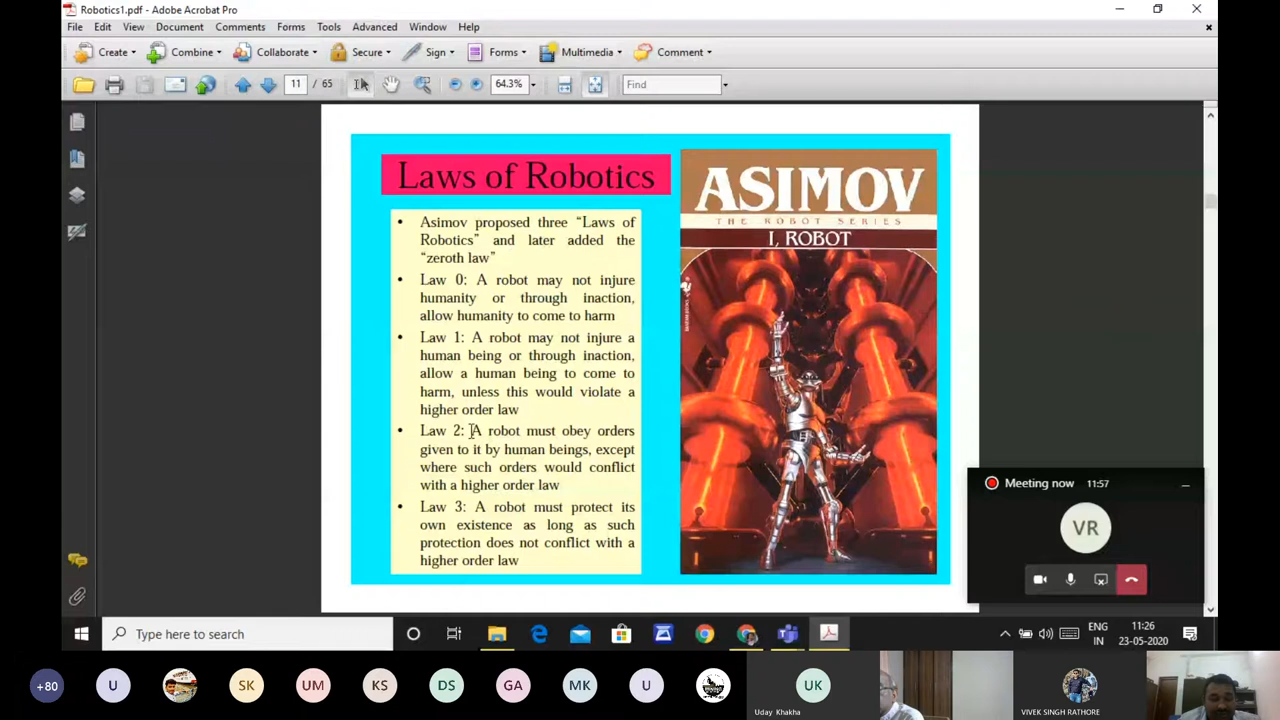 Robotics1.pdf - Adobe Acrobat Pro
File Edit View Document Comments Forms Tools Advanced Window Help
Create Combine Collaborate Secure Sign Forms Multimedia Comment
11 / 65 64.3% Find
Laws of Robotics
• Asimov proposed three “Laws of
Robotics” and later added the
“zeroth law”
• Law 0: A robot may not injure
humanity or through inaction,
allow humanity to come to harm
• Law 1: A robot may not injure a
human being or through inaction,
allow a human being to come to
harm, unless this would violate a
higher order law
• Law 2: A robot must obey orders
given to it by human beings, except
where such orders would conflict
with a higher order law
• Law 3: A robot must protect its
own existence as long as such
protection does not conflict with a
higher order law
ASIMOV
THE ROBOT SERIES
I, ROBOT
Meeting now 11:57
VR
Type here to search
ENG
IN
11:26
23-05-2020
+80 U SK UM KS DS GA MK U UK
Uday Khakha
VIVEK SINGH RATHORE